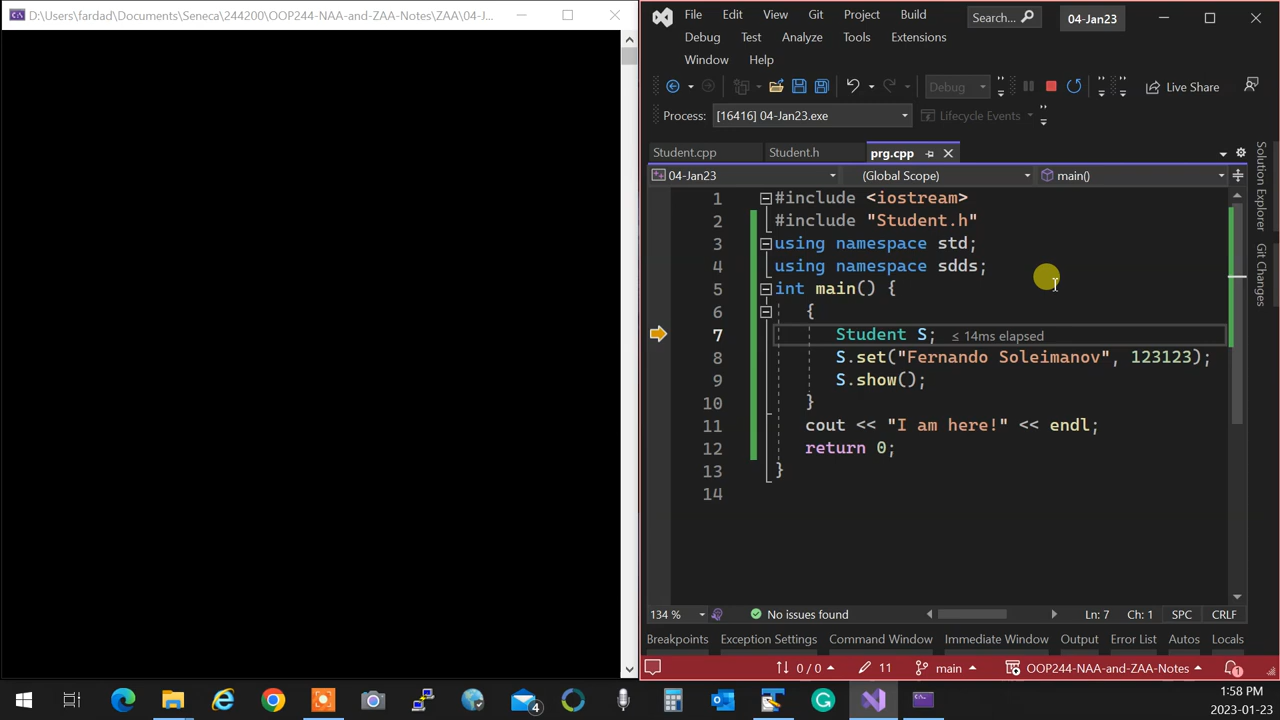 D:\Users\fardad\Documents\Seneca\244200\OOP244-NAA-and-ZAA-Notes\ZAA\04-J...
File Edit View Git Project Build
Search...
04-Jan23
Debug Test Analyze Tools Extensions
Window Help
Debug
Live Share
Process: [16416] 04-Jan23.exe
Lifecycle Events
Student.cpp Student.h prg.cpp
04-Jan23 (Global Scope) main()
1 #include <iostream>
2 #include "Student.h"
3 using namespace std;
4 using namespace sdds;
5 int main() {
6 {
7 Student S; ≤ 14ms elapsed
8 S.set("Fernando Soleimanov", 123123);
9 S.show();
10 }
11 cout << "I am here!" << endl;
12 return 0;
13 }
14
134 % No issues found Ln: 7 Ch: 1 SPC CRLF
Breakpoints Exception Settings Command Window Immediate Window Output Error List Autos Locals
0 / 0 11 main OOP244-NAA-and-ZAA-Notes 1
Solution Explorer
Git Changes
4
1:58 PM
2023-01-23